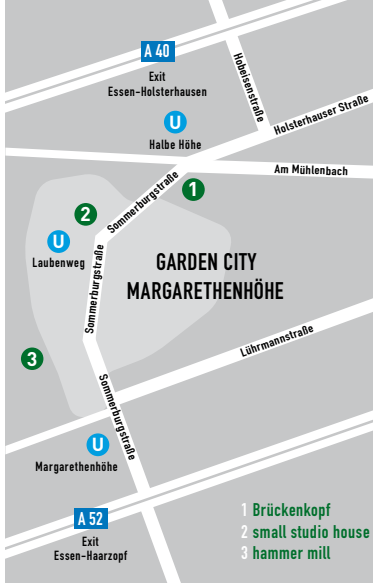 A 40
Exit
Essen-Holsterhausen
Hobeisenstraße
Holsterhauser Straße
U
Halbe Höhe
Am Mühlenbach
1
Sommerburgstraße
2
U
Laubenweg
Sommerburgstraße
GARDEN CITY
MARGARETHENHÖHE
Lührmannstraße
3
Sommerburgstraße
U
Margarethenhöhe
A 52
Exit
Essen-Haarzopf
1 Brückenkopf
2 small studio house
3 hammer mill